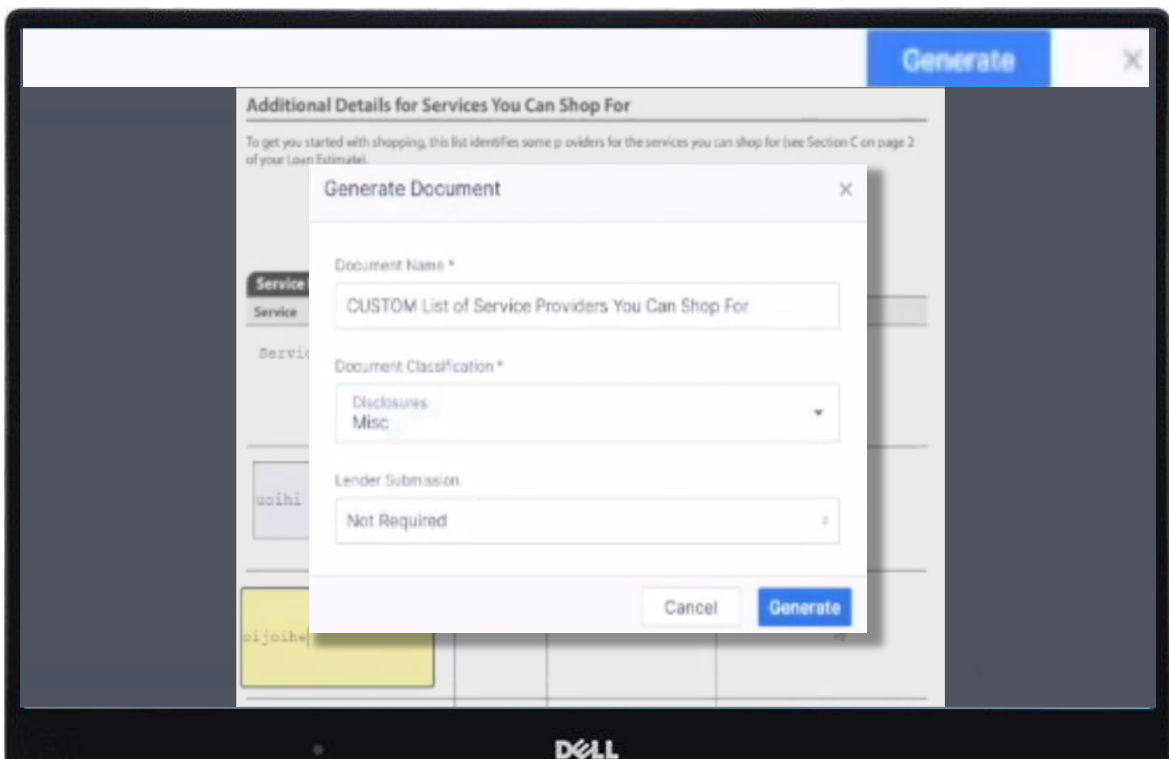 Generate ×
Additional Details for Services You Can Shop For
To get you started with shopping, this list identifies some p oviders for the services you can shop for (see Section C on page 2
of your Loan Estimate).
Generate Document ×
Document Name *
Service
CUSTOM List of Service Providers You Can Shop For
Service
Servic
Document Classification *
Disclosures
Misc
Lender Submission
uoihi
Not Required
Cancel Generate
oijoihe
DELL